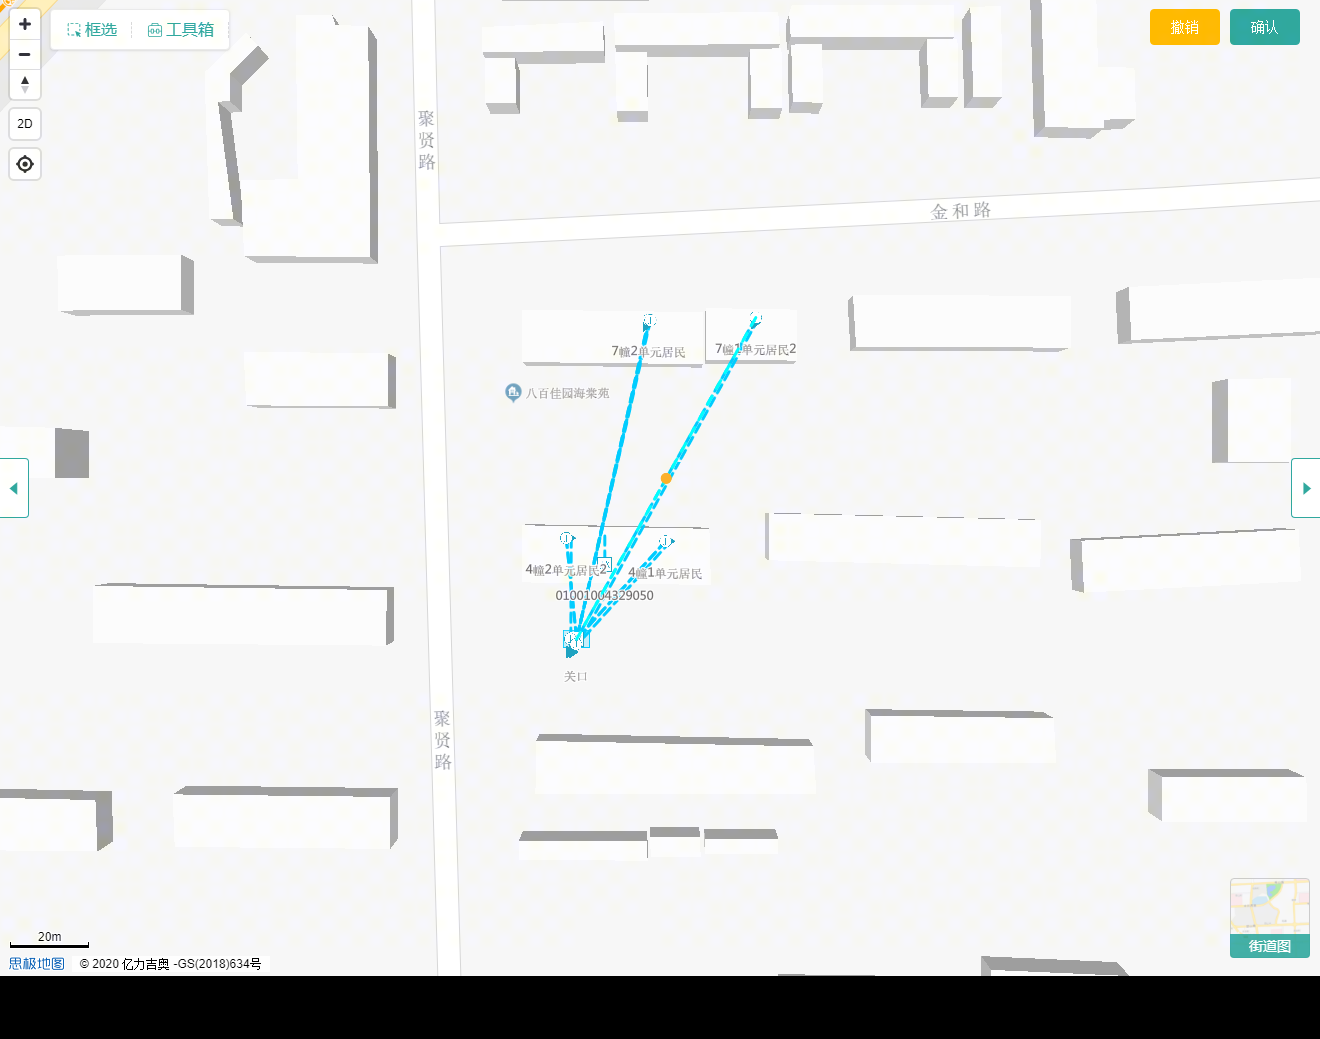 框选
工具箱
撤销
确认
2D
聚贤路
金和路
7幢2单元居民
7幢1单元居民2
八百佳园海棠苑
4幢2单元居民2
4幢1单元居民
01001004329050
关口
聚贤路
20m
思极地图
© 2020 亿力吉奥 -GS(2018)634号
街道图